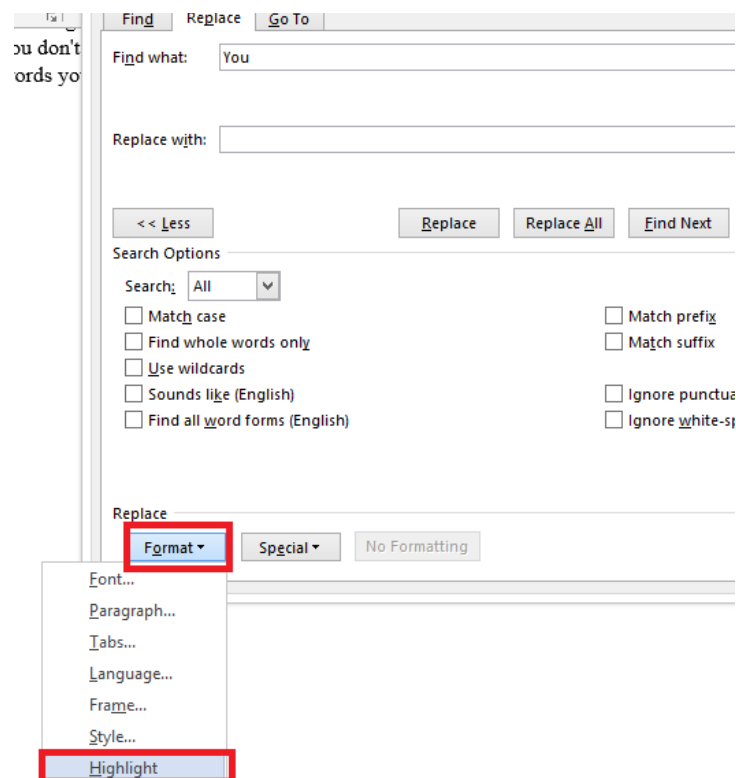 Find Replace Go To
ou don't
Find what: You
ords yo
Replace with:
<< Less Replace Replace All Find Next
Search Options
Search: All
Match case Match prefix
Find whole words only Match suffix
Use wildcards
Sounds like (English) Ignore punctua
Find all word forms (English) Ignore white-sp
Replace
Format Special No Formatting
Font...
Paragraph...
Tabs...
Language...
Frame...
Style...
Highlight